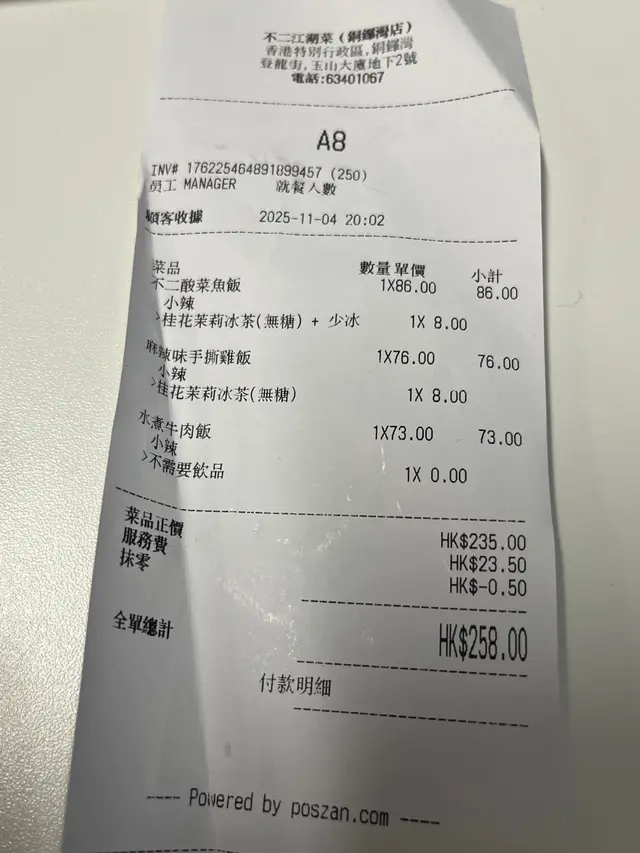 不二江湖菜 (銅鑼灣店)
香港特別行政區,銅鑼灣
登龍街,玉山大廈地下2號
電話:63401067
A8
INV# 176225464891899457 (250)
員工 MANAGER 就餐人數
顧客收據 2025-11-04 20:02
菜品 數量 單價 小計
不二酸菜魚飯 1X86.00 86.00
小辣
>桂花茉莉冰茶(無糖) + 少冰 1X 8.00
麻辣味手撕雞飯 1X76.00 76.00
小辣
>桂花茉莉冰茶(無糖) 1X 8.00
水煮牛肉飯 1X73.00 73.00
小辣
>不需要飲品 1X 0.00
菜品正價 HK$235.00
服務費 HK$23.50
抹零 HK$-0.50
全單總計 HK$258.00
付款明細
---- Powered by poszan.com ----